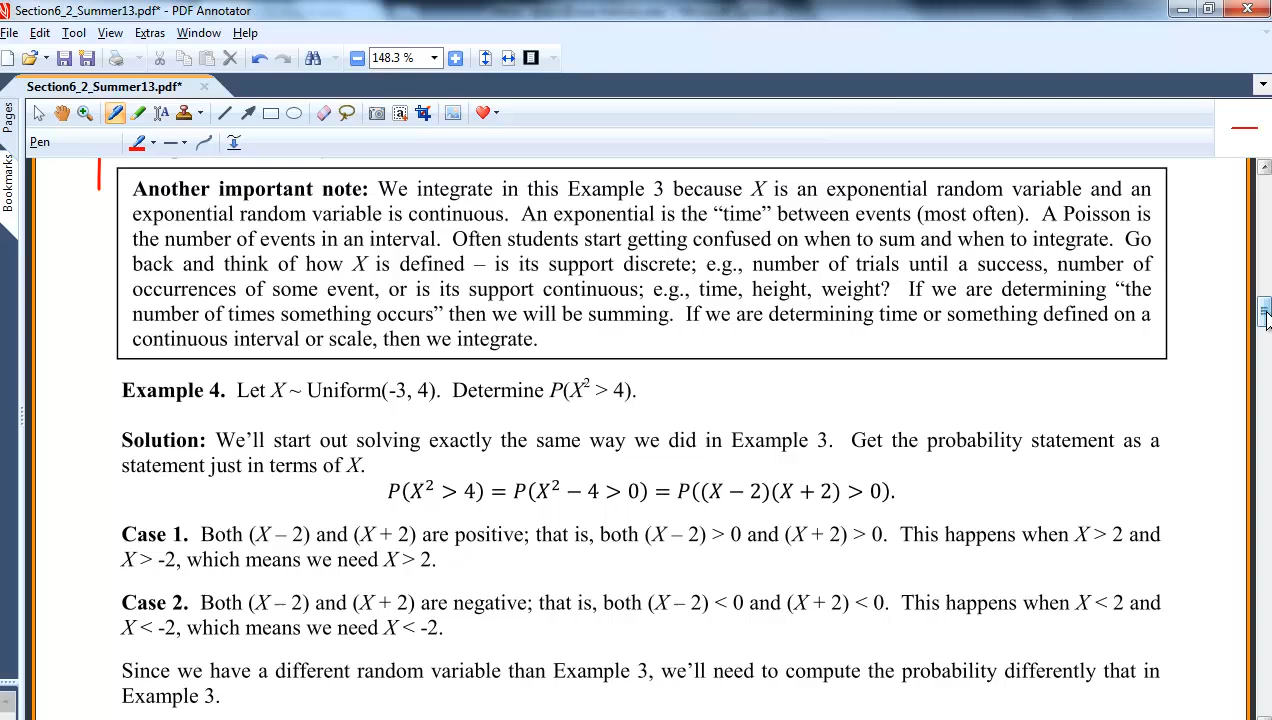 Section6_2_Summer13.pdf* - PDF Annotator
File Edit Tool View Extras Window Help
148.3 %
Section6_2_Summer13.pdf*
Pages
Bookmarks
Pen
Another important note: We integrate in this Example 3 because X is an exponential random variable and an
exponential random variable is continuous. An exponential is the “time” between events (most often). A Poisson is
the number of events in an interval. Often students start getting confused on when to sum and when to integrate. Go
back and think of how X is defined – is its support discrete; e.g., number of trials until a success, number of
occurrences of some event, or is its support continuous; e.g., time, height, weight? If we are determining “the
number of times something occurs” then we will be summing. If we are determining time or something defined on a
continuous interval or scale, then we integrate.
Example 4. Let X ~ Uniform(-3, 4). Determine P(X² > 4).
Solution: We’ll start out solving exactly the same way we did in Example 3. Get the probability statement as a
statement just in terms of X.
P(X² > 4) = P(X² − 4 > 0) = P((X − 2)(X + 2) > 0).
Case 1. Both (X – 2) and (X + 2) are positive; that is, both (X – 2) > 0 and (X + 2) > 0. This happens when X > 2 and
X > -2, which means we need X > 2.
Case 2. Both (X – 2) and (X + 2) are negative; that is, both (X – 2) < 0 and (X + 2) < 0. This happens when X < 2 and
X < -2, which means we need X < -2.
Since we have a different random variable than Example 3, we’ll need to compute the probability differently that in
Example 3.